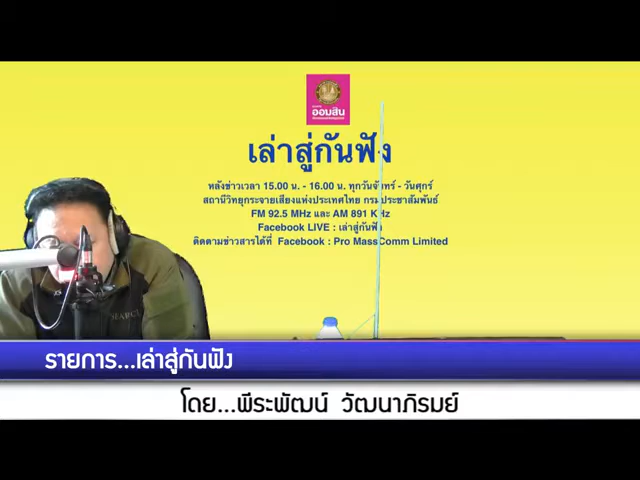 ออมสิน
เล่าสู่กันฟัง
หลังข่าวเวลา 15.00 น. - 16.00 น. ทุกวันจันทร์ - วันศุกร์
สถานีวิทยุกระจายเสียงแห่งประเทศไทย กรมประชาสัมพันธ์
FM 92.5 MHz และ AM 891 KHz
Facebook LIVE : เล่าสู่กันฟัง
ติดตามข่าวสารได้ที่ Facebook : Pro MassComm Limited
รายการ...เล่าสู่กันฟัง
โดย...พีระพัฒน์ วัฒนาภิรมย์